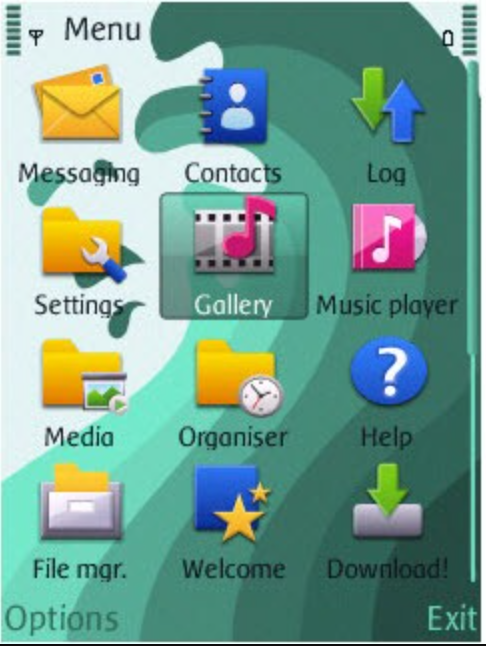 Menu
Messaging Contacts Log
Settings Gallery Music player
Media Organiser Help
File mgr. Welcome Download!
Options Exit